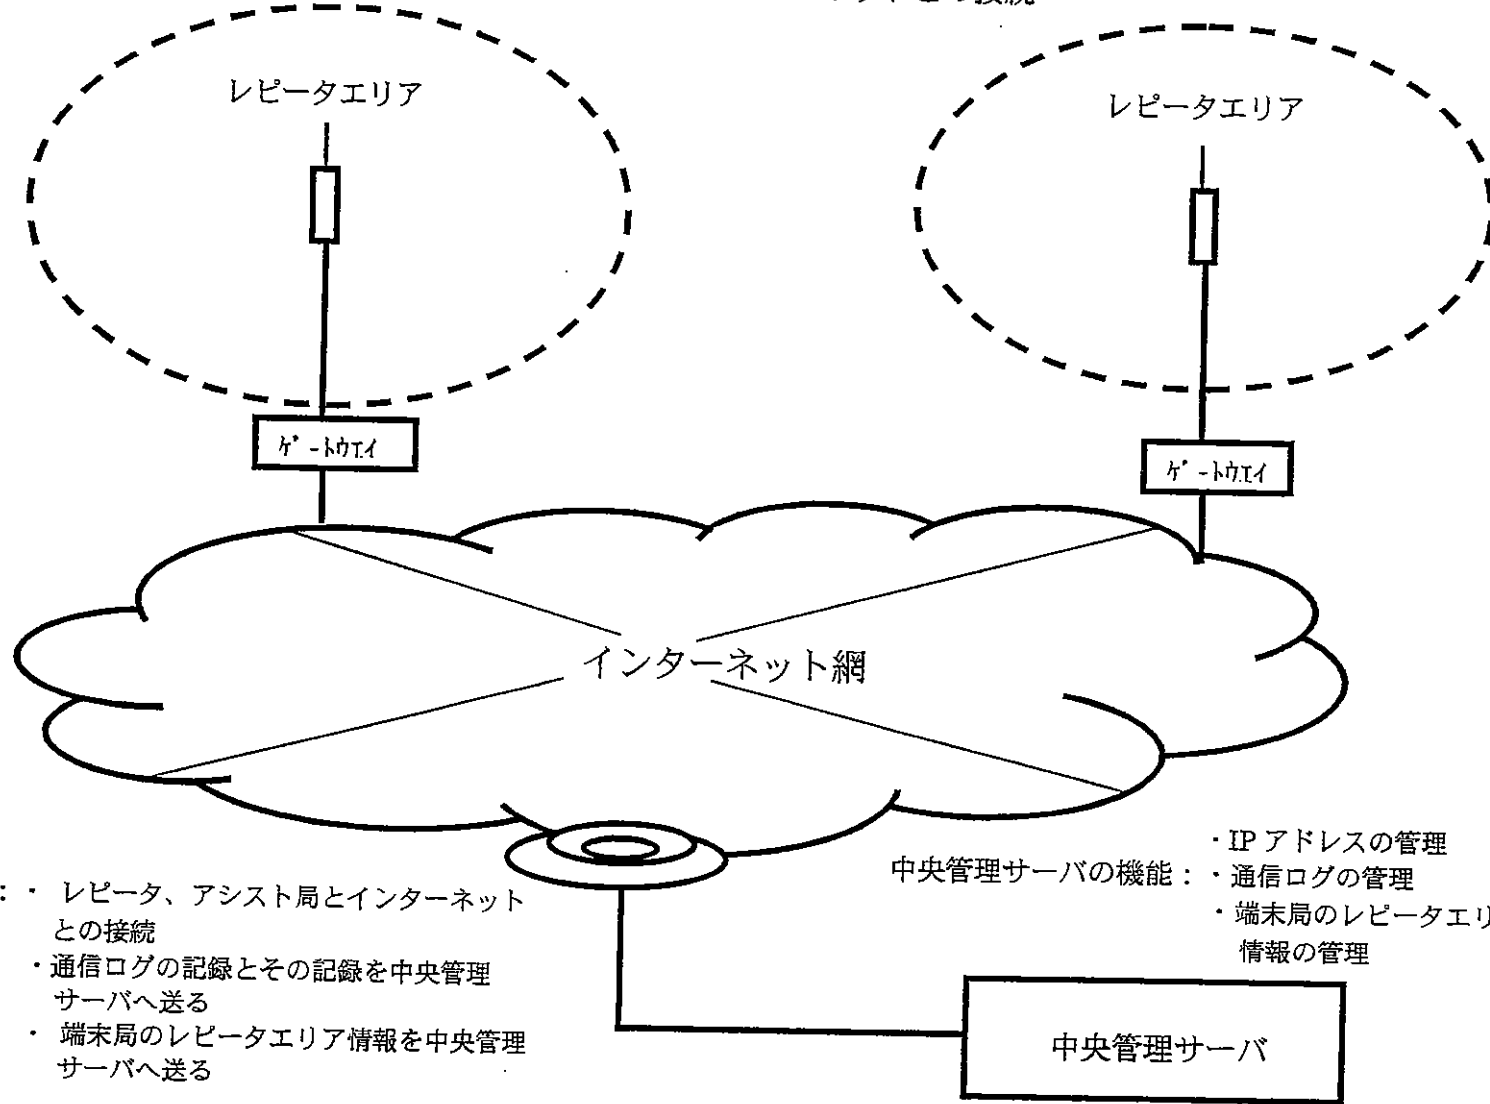 の接続
レピータエリア
レピータエリア
ゲートウエイ
ゲートウエイ
インターネット網
：・ レピータ、アシスト局とインターネット
との接続
・通信ログの記録とその記録を中央管理
サーバへ送る
・ 端末局のレピータエリア情報を中央管理
サーバへ送る
中央管理サーバの機能：
・IP アドレスの管理
・通信ログの管理
・端末局のレピータエリ
情報の管理
中央管理サーバ